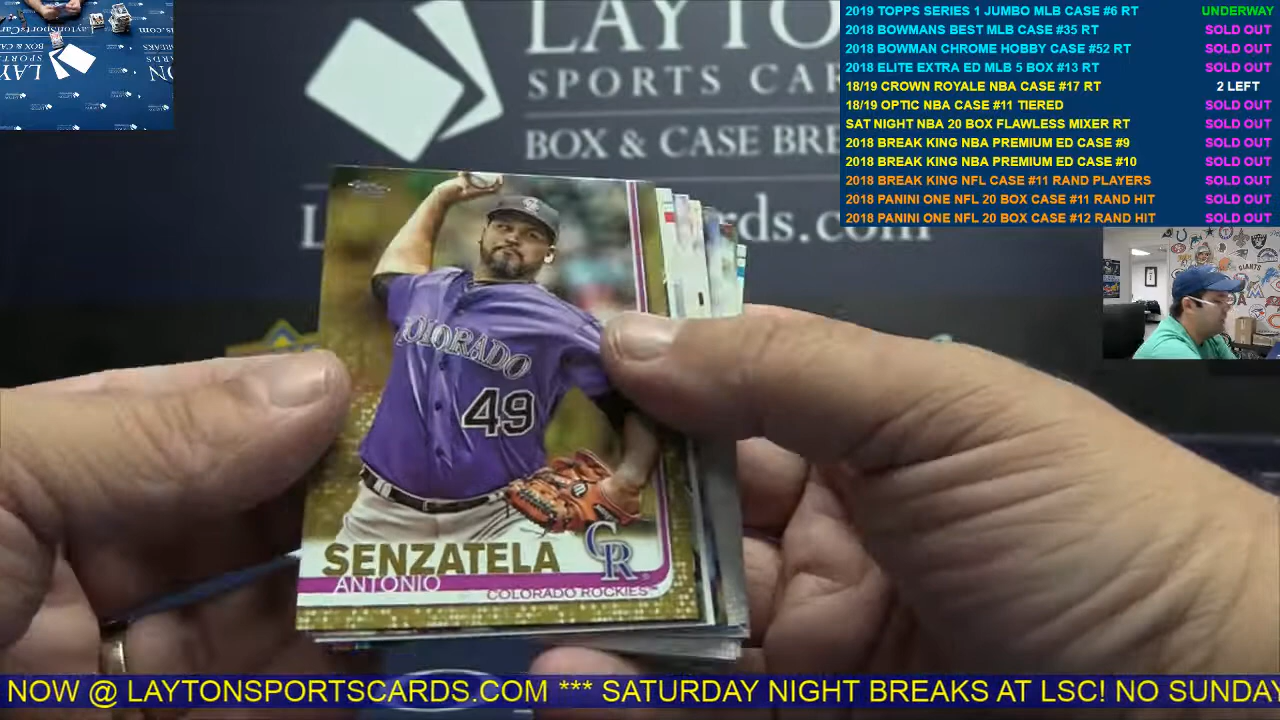 2019 TOPPS SERIES 1 JUMBO MLB CASE #6 RT UNDERWAY
2018 BOWMANS BEST MLB CASE #35 RT SOLD OUT
2018 BOWMAN CHROME HOBBY CASE #52 RT SOLD OUT
2018 ELITE EXTRA ED MLB 5 BOX #13 RT SOLD OUT
18/19 CROWN ROYALE NBA CASE #17 RT 2 LEFT
18/19 OPTIC NBA CASE #11 TIERED SOLD OUT
SAT NIGHT NBA 20 BOX FLAWLESS MIXER RT SOLD OUT
2018 BREAK KING NBA PREMIUM ED CASE #9 SOLD OUT
2018 BREAK KING NBA PREMIUM ED CASE #10 SOLD OUT
2018 BREAK KING NFL CASE #11 RAND PLAYERS SOLD OUT
2018 PANINI ONE NFL 20 BOX CASE #11 RAND HIT SOLD OUT
2018 PANINI ONE NFL 20 BOX CASE #12 RAND HIT SOLD OUT
LAYTO
SPORTS CAR
BOX & CASE BRE
L
ds.com
GIANTS
COLORADO
49
SENZATELA
CR
ANTONIO
COLORADO ROCKIES
NOW @ LAYTONSPORTSCARDS.COM *** SATURDAY NIGHT BREAKS AT LSC! NO SUNDAY